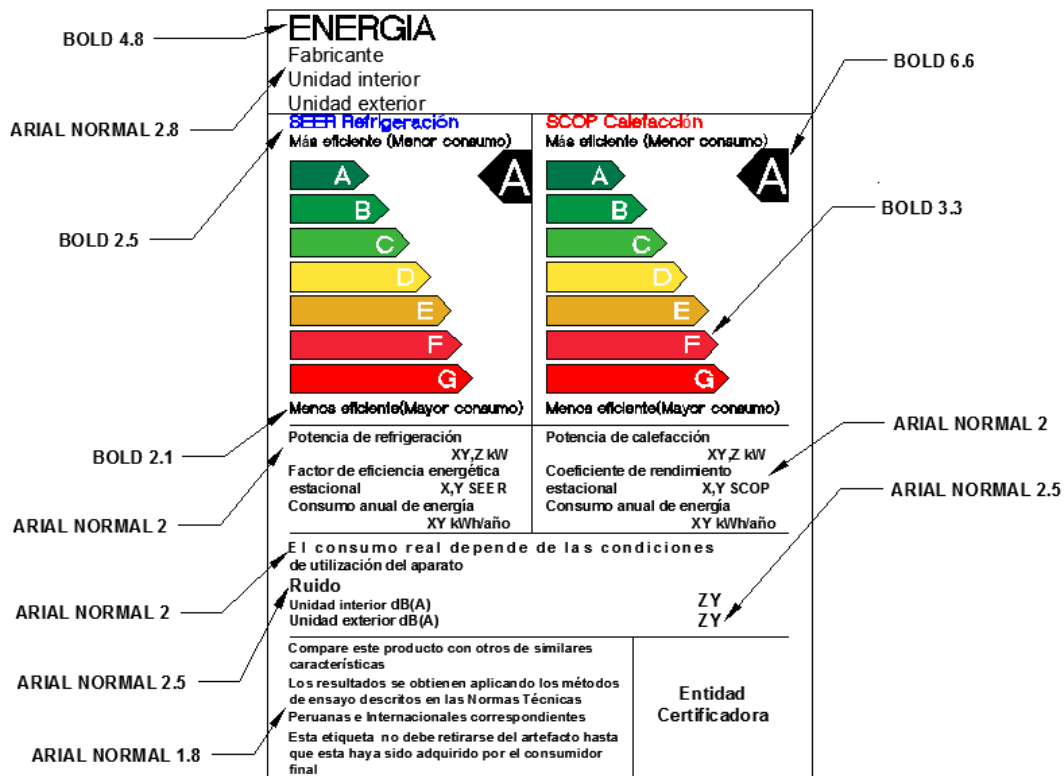 BOLD 4.8
ENERGIA
Fabricante
Unidad interior
Unidad exterior
ARIAL NORMAL 2.8
BOLD 6.6
SEER Refrigeración
Más eficiente (Menor consumo)
A
A
B
C
D
E
F
G
Menos eficiente(Mayor consumo)
BOLD 2.5
SCOP Calefacción
Más eficiente (Menor consumo)
A
A
B
C
D
E
F
G
Menos eficiente(Mayor consumo)
BOLD 3.3
BOLD 2.1
Potencia de refrigeración
XY,Z kW
Factor de eficiencia energética
estacional X,Y SEER
Consumo anual de energía
XY kWh/año
ARIAL NORMAL 2
Potencia de calefacción
XY,Z kW
Coeficiente de rendimiento
estacional X,Y SCOP
Consumo anual de energía
XY kWh/año
ARIAL NORMAL 2
ARIAL NORMAL 2.5
El consumo real depende de las condiciones
de utilización del aparato
ARIAL NORMAL 2
Ruido
Unidad interior dB(A) ZY
Unidad exterior dB(A) ZY
ARIAL NORMAL 2.5
Compare este producto con otros de similares
características
Los resultados se obtienen aplicando los métodos
de ensayo descritos en las Normas Técnicas
Peruanas e Internacionales correspondientes
Esta etiqueta no debe retirarse del artefacto hasta
que esta haya sido adquirido por el consumidor
final
ARIAL NORMAL 1.8
Entidad
Certificadora